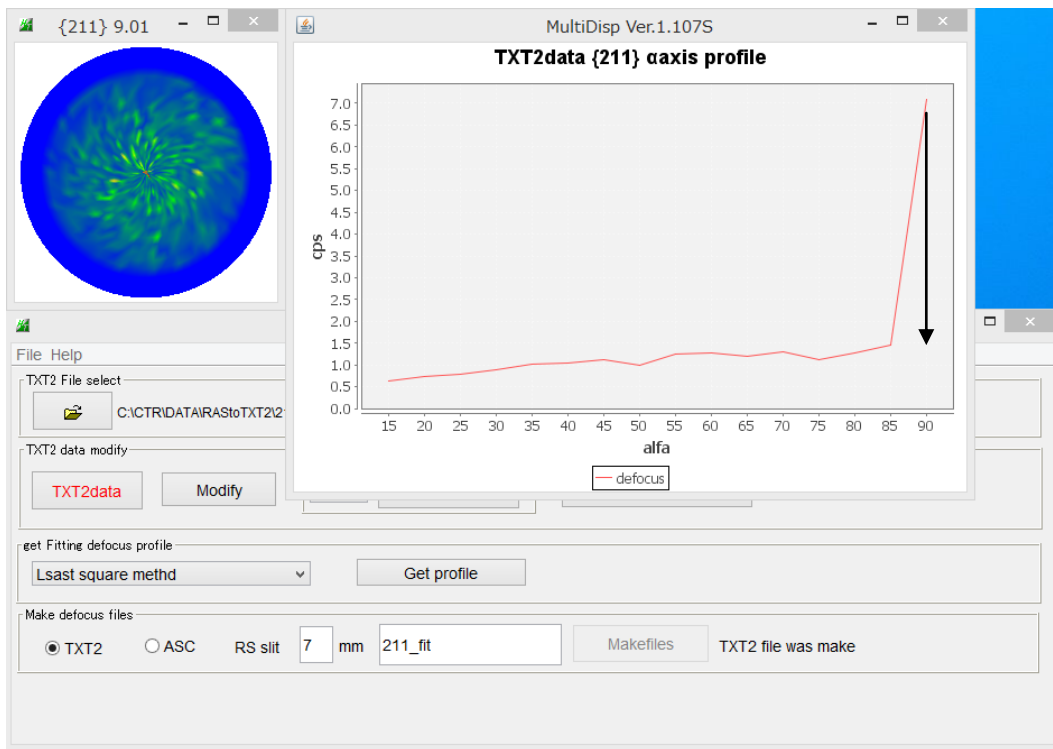 {211} 9.01
MultiDisp Ver.1.107S
TXT2data {211} αaxis profile
7.0
6.5
6.0
5.5
5.0
4.5
4.0
3.5
3.0
2.5
2.0
1.5
1.0
0.5
0.0
cps
15 20 25 30 35 40 45 50 55 60 65 70 75 80 85 90
alfa
defocus
File Help
TXT2 File select
C:\CTR\DATA\RAStoTXT2\2
TXT2 data modify
TXT2data Modify
get Fitting defocus profile
Lsast square methd Get profile
Make defocus files
TXT2 ASC RS slit 7 mm 211_fit Makefiles TXT2 file was make